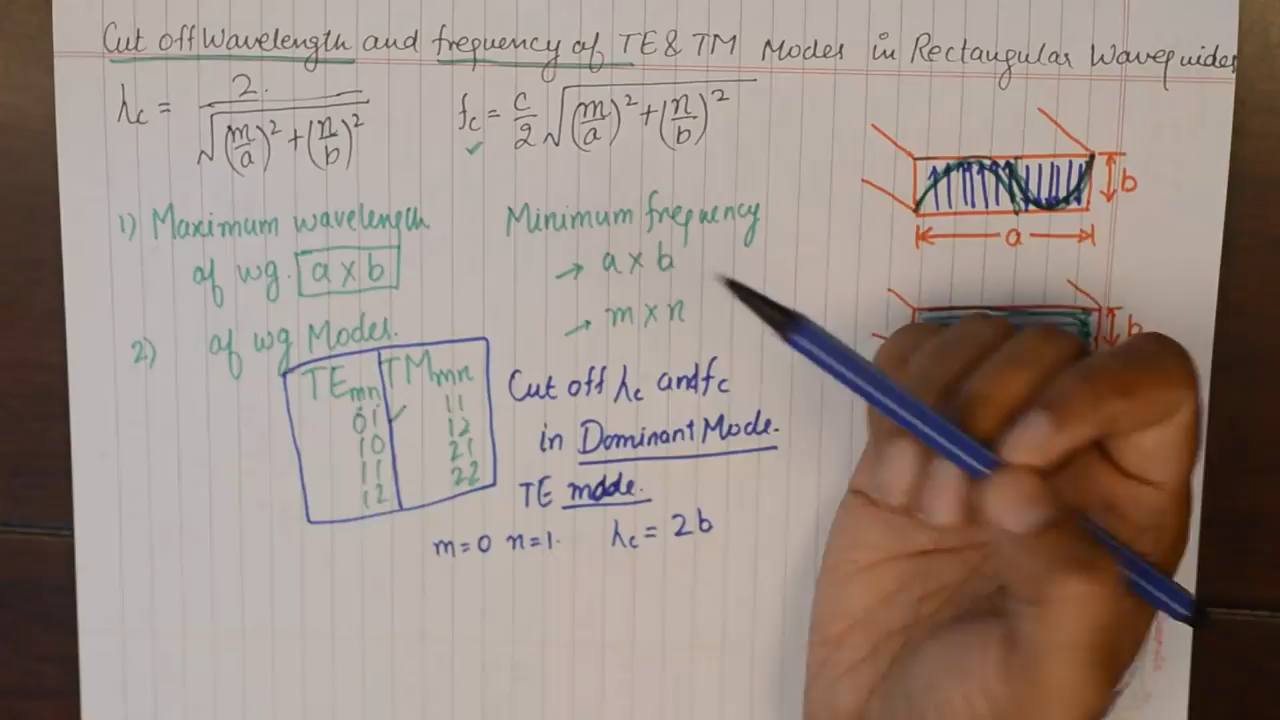 Cut off Wavelength and frequency of TE & TM Modes in Rectangular Waveguides
λc = 2 / √((m/a)² + (n/b)²)
fc = c/2 √((m/a)² + (n/b)²)
1) Maximum wavelength
of wg. a x b
2) of wg Modes.
TEmn TMmn
01 11
10 12
11 21
12 22
Minimum frequency
→ a x b
→ m x n
Cut off λc and fc
in Dominant Mode.
TE mode.
m=0 n=1. λc = 2b
b
a
b